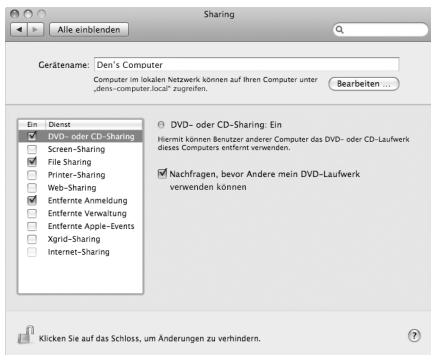 Sharing
Alle einblenden
Gerätename: Den's Computer
Computer im lokalen Netzwerk können auf Ihren Computer unter
„dens-computer.local" zugreifen.
Bearbeiten ...
Ein Dienst
DVD- oder CD-Sharing
Screen-Sharing
File Sharing
Printer-Sharing
Web-Sharing
Entfernte Anmeldung
Entfernte Verwaltung
Entfernte Apple-Events
Xgrid-Sharing
Internet-Sharing
DVD- oder CD-Sharing: Ein
Hiermit können Benutzer anderer Computer das DVD- oder CD-Laufwerk
dieses Computers entfernt verwenden.
Nachfragen, bevor Andere mein DVD-Laufwerk
verwenden können
Klicken Sie auf das Schloss, um Änderungen zu verhindern.
?